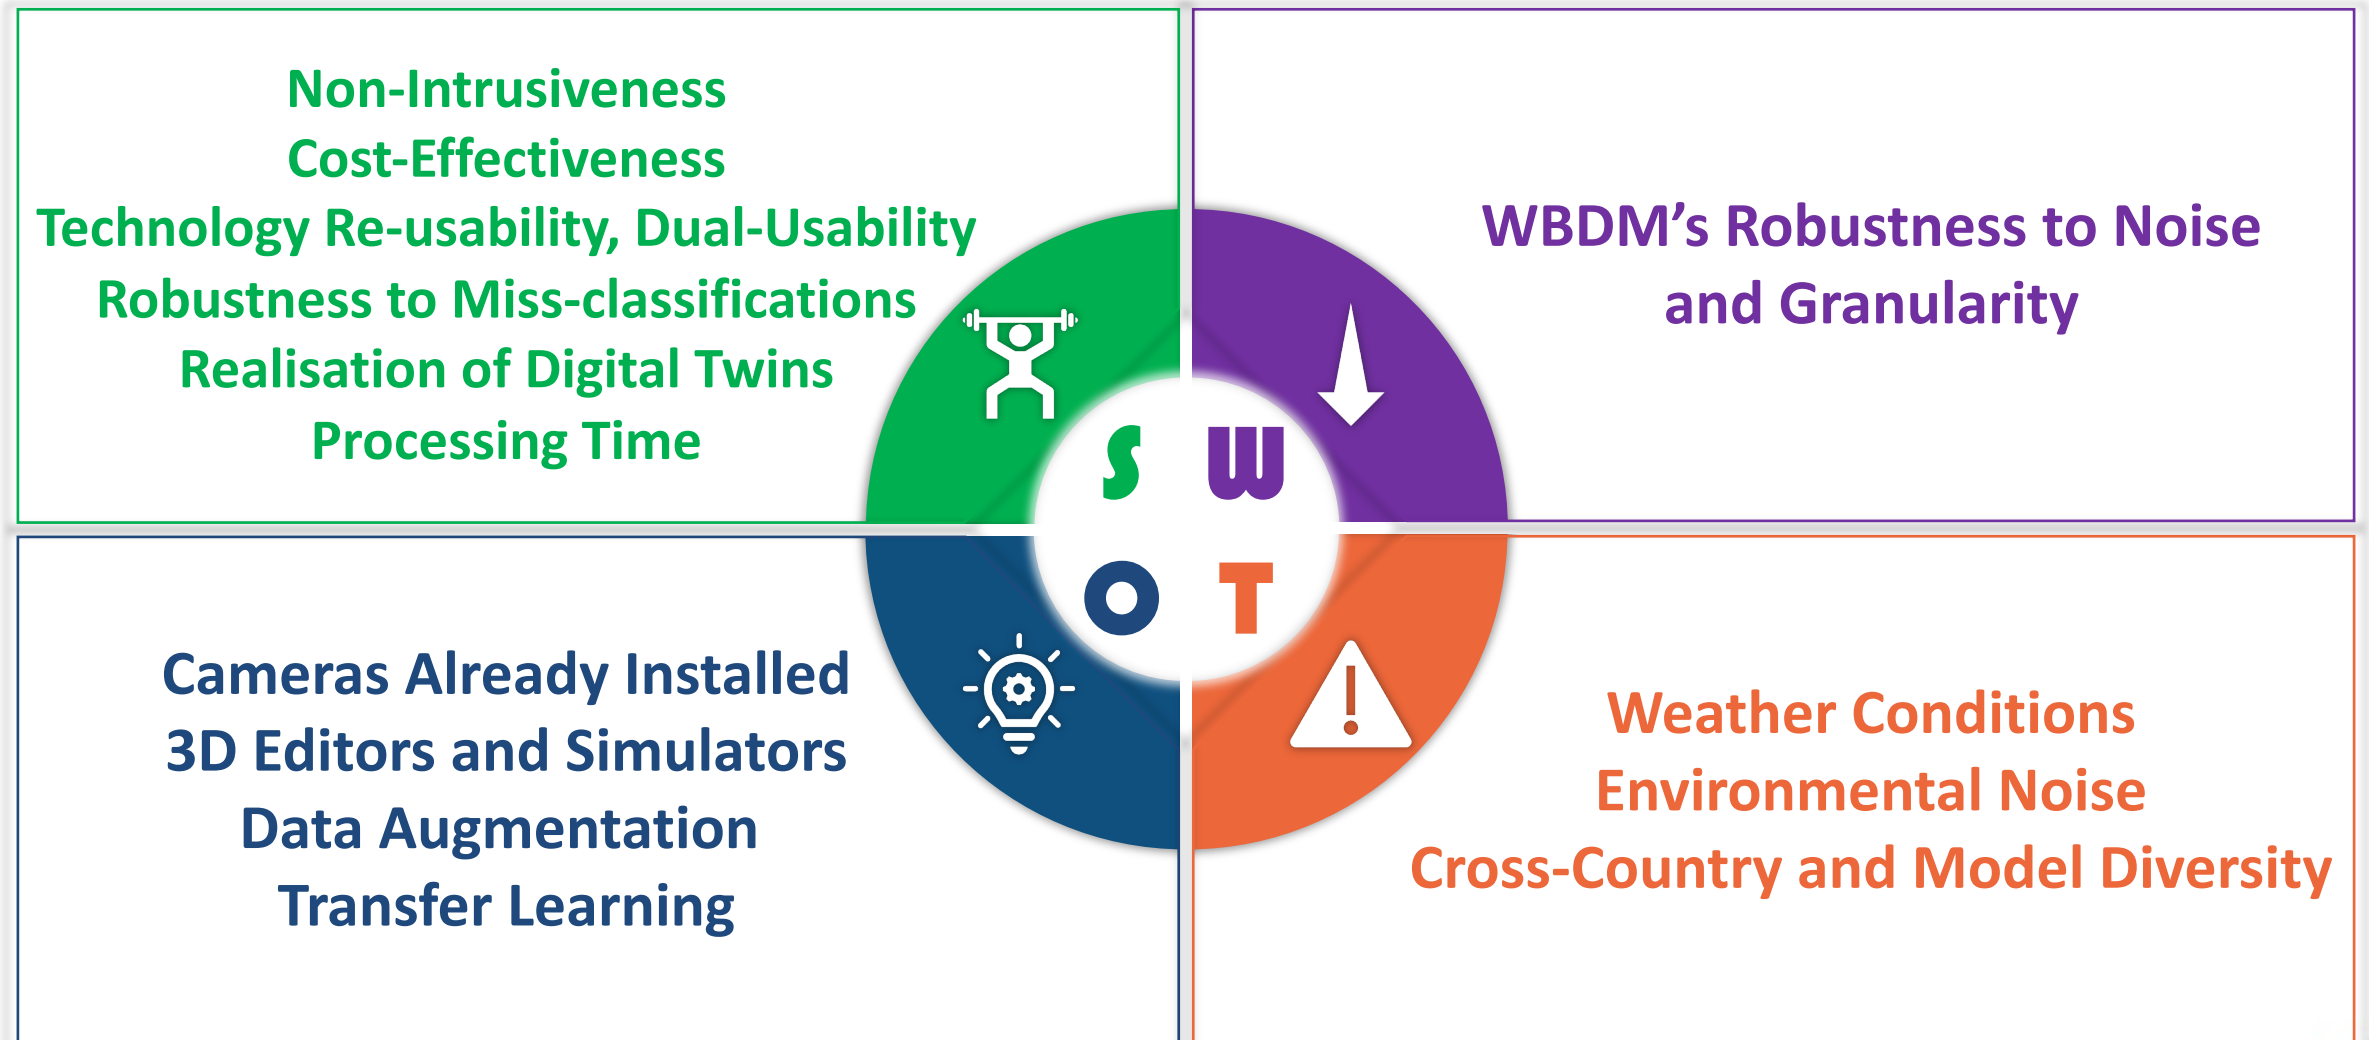 Non-Intrusiveness
Cost-Effectiveness
Technology Re-usability, Dual-Usability
Robustness to Miss-classifications
Realisation of Digital Twins
Processing Time
WBDM’s Robustness to Noise
and Granularity
S W
O T
Cameras Already Installed
3D Editors and Simulators
Data Augmentation
Transfer Learning
Weather Conditions
Environmental Noise
Cross-Country and Model Diversity